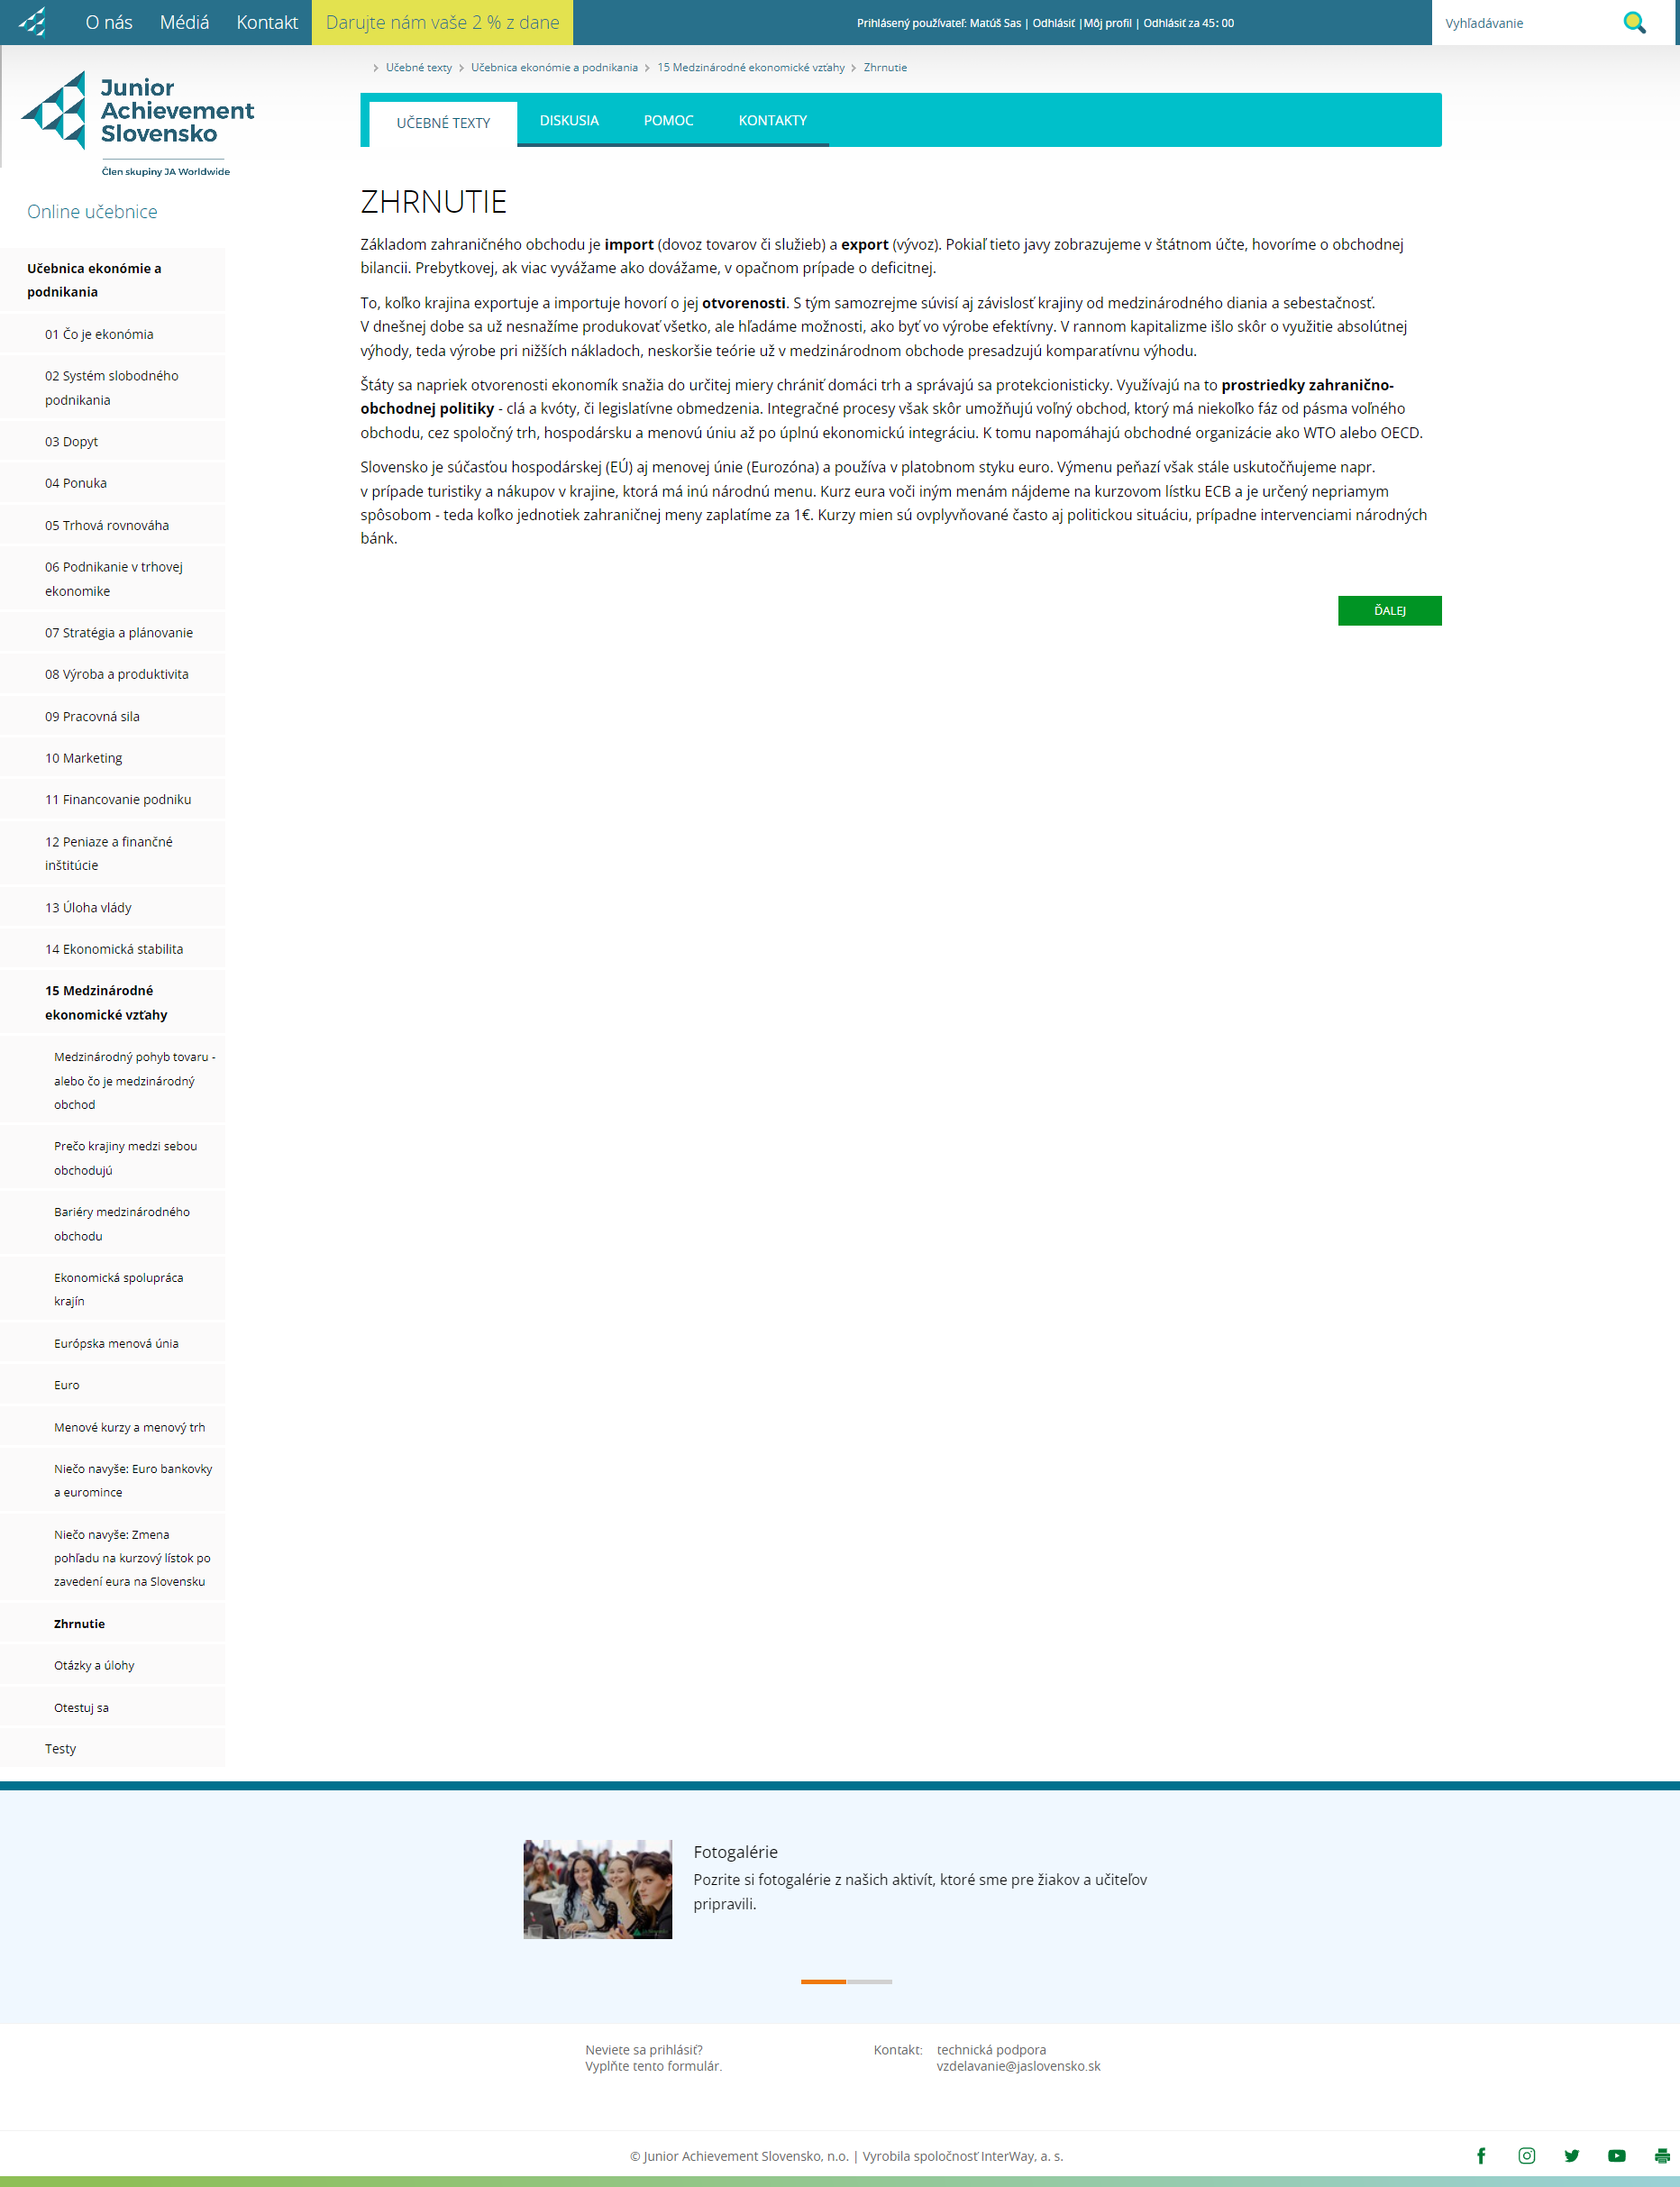 O nás Médiá Kontakt Darujte nám vaše 2 % z dane Prihlásený používateľ: Matúš Sas | Odhlásiť |Môj profil | Odhlásiť za 45: 00 Vyhľadávanie
Učebné texty Učebnica ekonómie a podnikania 15 Medzinárodné ekonomické vzťahy Zhrnutie
Junior
Achievement
Slovensko
Člen skupiny JA Worldwide
UČEBNÉ TEXTY DISKUSIA POMOC KONTAKTY
Online učebnice
Učebnica ekonómie a
podnikania
01 Čo je ekonómia
02 Systém slobodného
podnikania
03 Dopyt
04 Ponuka
05 Trhová rovnováha
06 Podnikanie v trhovej
ekonomike
07 Stratégia a plánovanie
08 Výroba a produktivita
09 Pracovná sila
10 Marketing
11 Financovanie podniku
12 Peniaze a finančné
inštitúcie
13 Úloha vlády
14 Ekonomická stabilita
15 Medzinárodné
ekonomické vzťahy
Medzinárodný pohyb tovaru -
alebo čo je medzinárodný
obchod
Prečo krajiny medzi sebou
obchodujú
Bariéry medzinárodného
obchodu
Ekonomická spolupráca
krajín
Európska menová únia
Euro
Menové kurzy a menový trh
Niečo navyše: Euro bankovky
a euromince
Niečo navyše: Zmena
pohľadu na kurzový lístok po
zavedení eura na Slovensku
Zhrnutie
Otázky a úlohy
Otestuj sa
Testy
ZHRNUTIE
Základom zahraničného obchodu je import (dovoz tovarov či služieb) a export (vývoz). Pokiaľ tieto javy zobrazujeme v štátnom účte, hovoríme o obchodnej
bilancii. Prebytkovej, ak viac vyvážame ako dovážame, v opačnom prípade o deficitnej.
To, koľko krajina exportuje a importuje hovorí o jej otvorenosti. S tým samozrejme súvisí aj závislosť krajiny od medzinárodného diania a sebestačnosť.
V dnešnej dobe sa už nesnažíme produkovať všetko, ale hľadáme možnosti, ako byť vo výrobe efektívny. V rannom kapitalizme išlo skôr o využitie absolútnej
výhody, teda výrobe pri nižších nákladoch, neskoršie teórie už v medzinárodnom obchode presadzujú komparatívnu výhodu.
Štáty sa napriek otvorenosti ekonomík snažia do určitej miery chrániť domáci trh a správajú sa protekcionisticky. Využívajú na to prostriedky zahranično-
obchodnej politiky - clá a kvóty, či legislatívne obmedzenia. Integračné procesy však skôr umožňujú voľný obchod, ktorý má niekoľko fáz od pásma voľného
obchodu, cez spoločný trh, hospodársku a menovú úniu až po úplnú ekonomickú integráciu. K tomu napomáhajú obchodné organizácie ako WTO alebo OECD.
Slovensko je súčasťou hospodárskej (EÚ) aj menovej únie (Eurozóna) a používa v platobnom styku euro. Výmenu peňazí však stále uskutočňujeme napr.
v prípade turistiky a nákupov v krajine, ktorá má inú národnú menu. Kurz eura voči iným menám nájdeme na kurzovom lístku ECB a je určený nepriamym
spôsobom - teda koľko jednotiek zahraničnej meny zaplatíme za 1€. Kurzy mien sú ovplyvňované často aj politickou situáciu, prípadne intervenciami národných
bánk.
ĎALEJ
Fotogalérie
Pozrite si fotogalérie z našich aktivít, ktoré sme pre žiakov a učiteľov
pripravili.
Neviete sa prihlásiť? Kontakt: technická podpora
Vyplňte tento formulár. vzdelavanie@jaslovensko.sk
© Junior Achievement Slovensko, n.o. | Vyrobila spoločnosť InterWay, a. s.